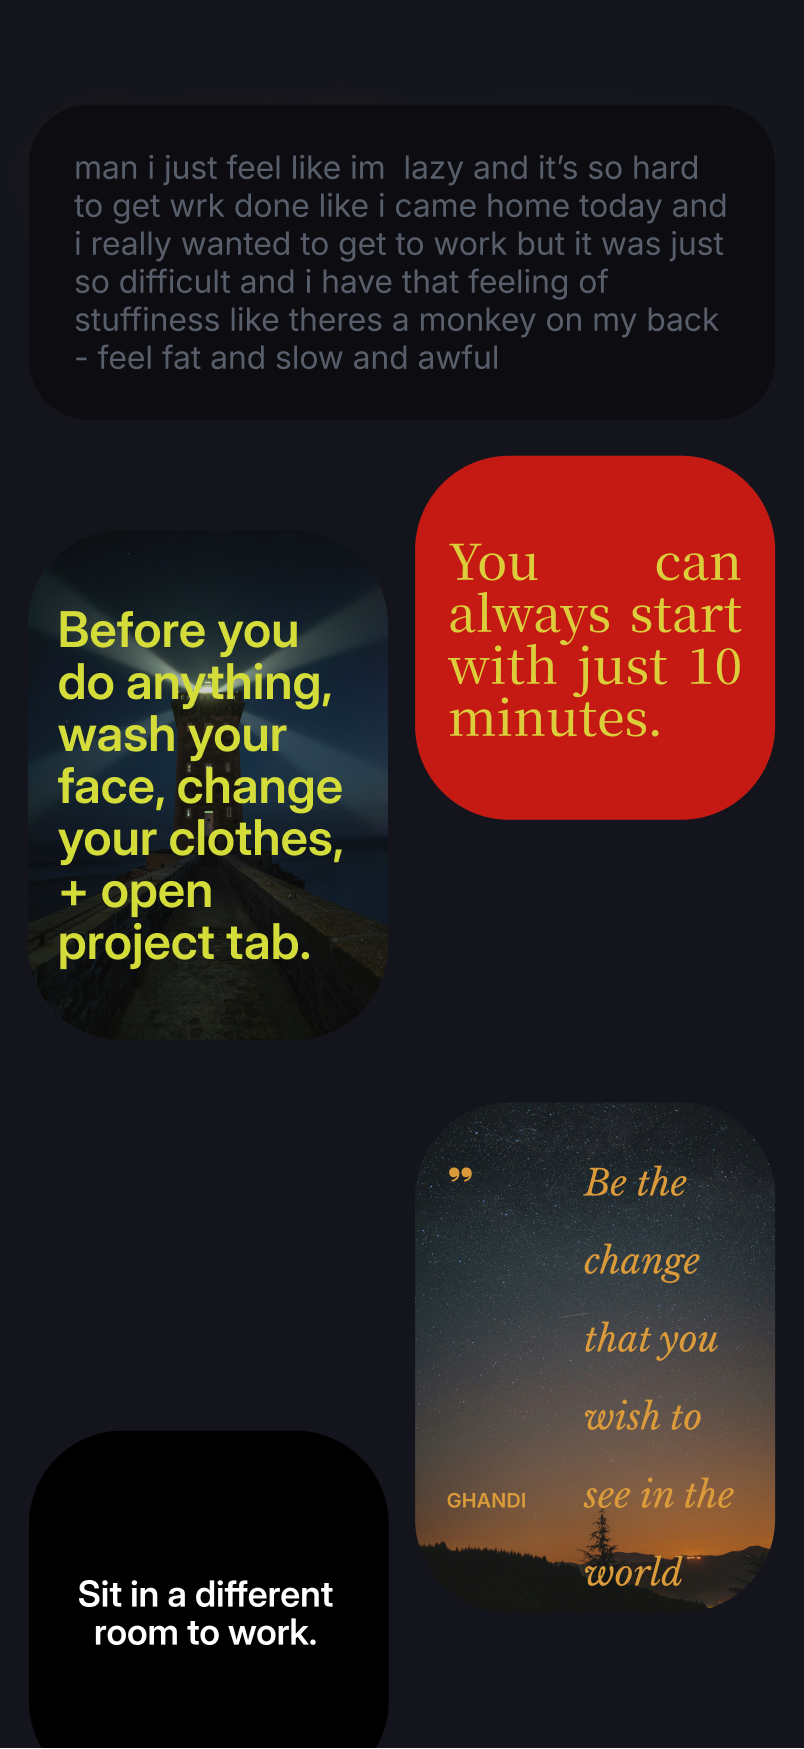 man i just feel like im  lazy and it’s so hard
to get wrk done like i came home today and
i really wanted to get to work but it was just
so difficult and i have that feeling of
stuffiness like theres a monkey on my back
- feel fat and slow and awful
You can
always start
with just 10
minutes.
Before you
do anything,
wash your
face, change
your clothes,
+ open
project tab.
”
Be the
change
that you
wish to
see in the
world
GHANDI
Sit in a different
room to work.